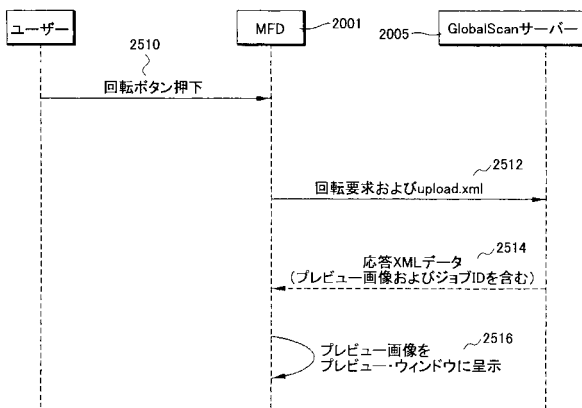 ユーザー
MFD
2001
2005
GlobalScanサーバー
2510
回転ボタン押下
2512
回転要求およびupload.xml
2514
応答XMLデータ
(プレビュー画像およびジョブIDを含む)
2516
プレビュー画像を
プレビュー・ウィンドウに呈示